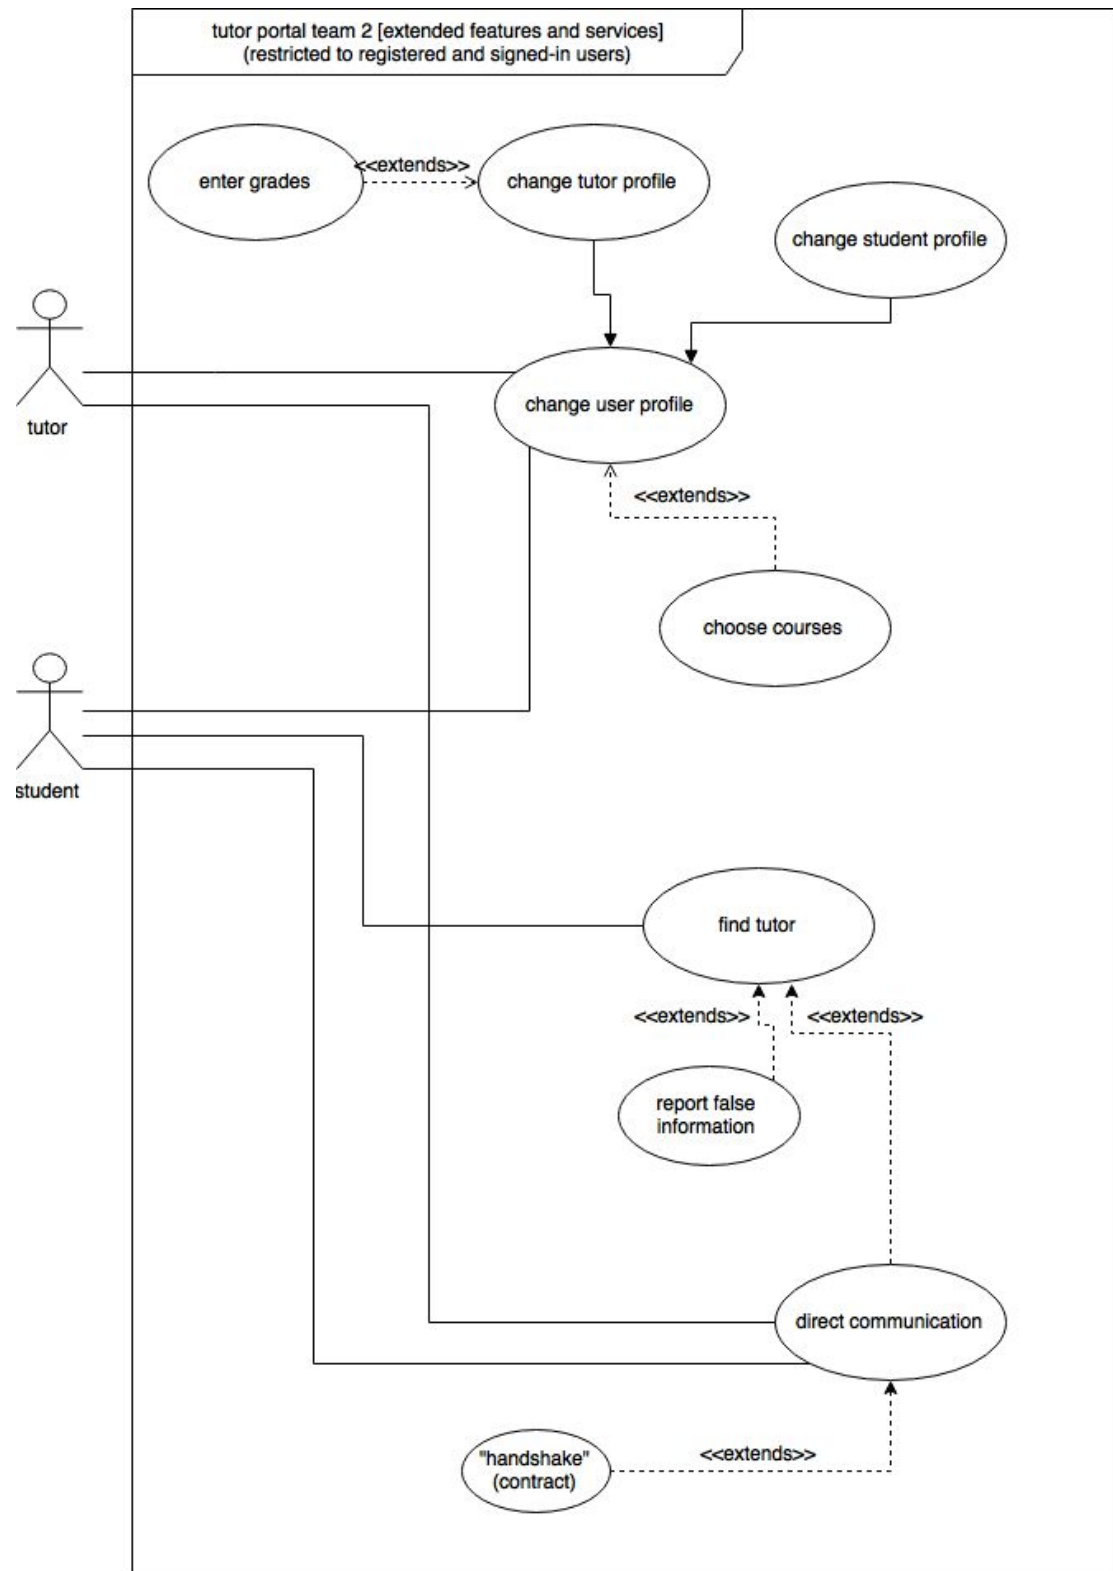 tutor portal team 2 [extended features and services]
(restricted to registered and signed-in users)
<<extends>>
enter grades
change tutor profile
change student profile
change user profile
tutor
<<extends>>
choose courses
student
find tutor
<<extends>>
<<extends>>
report false
information
direct communication
"handshake"
(contract)
<<extends>>